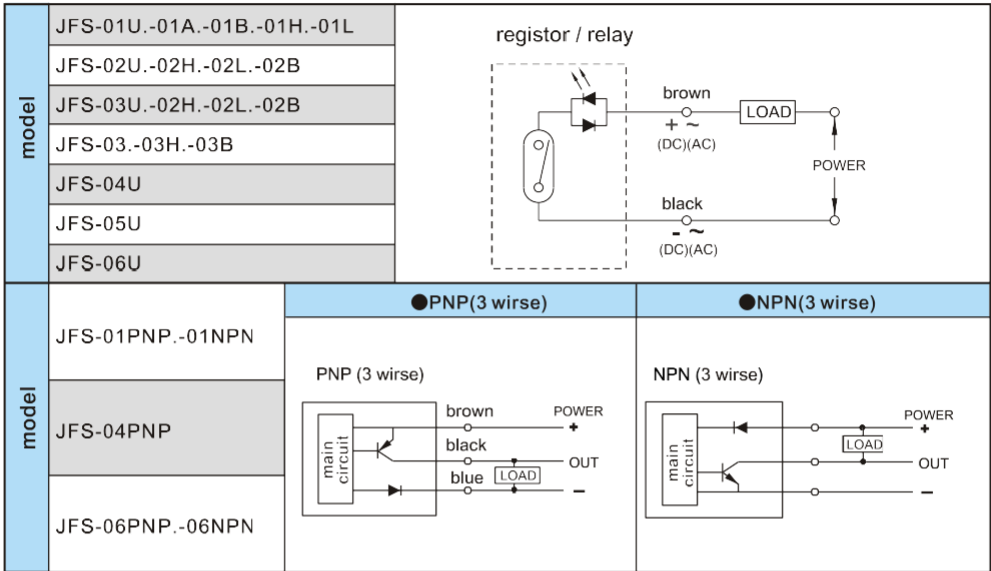 model
JFS-01U.-01A.-01B.-01H.-01L
JFS-02U.-02H.-02L.-02B
JFS-03U.-02H.-02L.-02B
JFS-03.-03H.-03B
JFS-04U
JFS-05U
JFS-06U
registor / relay
brown
LOAD
+ ~
(DC)(AC)
POWER
black
- ~
(DC)(AC)
model
JFS-01PNP.-01NPN
JFS-04PNP
JFS-06PNP.-06NPN
●PNP(3 wirse)
PNP (3 wirse)
main
circuit
brown
POWER
+
black
OUT
blue
LOAD
−
●NPN(3 wirse)
NPN (3 wirse)
main
circuit
POWER
+
LOAD
OUT
−